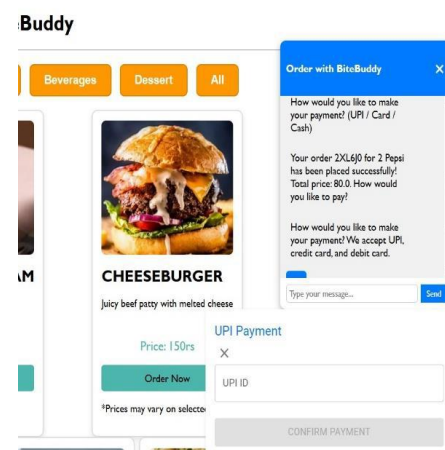 eBuddy
Beverages
Dessert
All
AM
CHEESEBURGER
Juicy beef patty with melted cheese
Price: 150rs
Order Now
*Prices may vary on selecte
Order with BiteBuddy
X
How would you like to make
your payment? (UPI / Card /
Cash)
Your order 2XL6J0 for 2 Pepsi
has been placed successfully!
Total price: 80.0. How would
you like to pay?
How would you like to make
your payment? We accept UPI,
credit card, and debit card.
Type your message...
Send
UPI Payment
X
UPI ID
CONFIRM PAYMENT